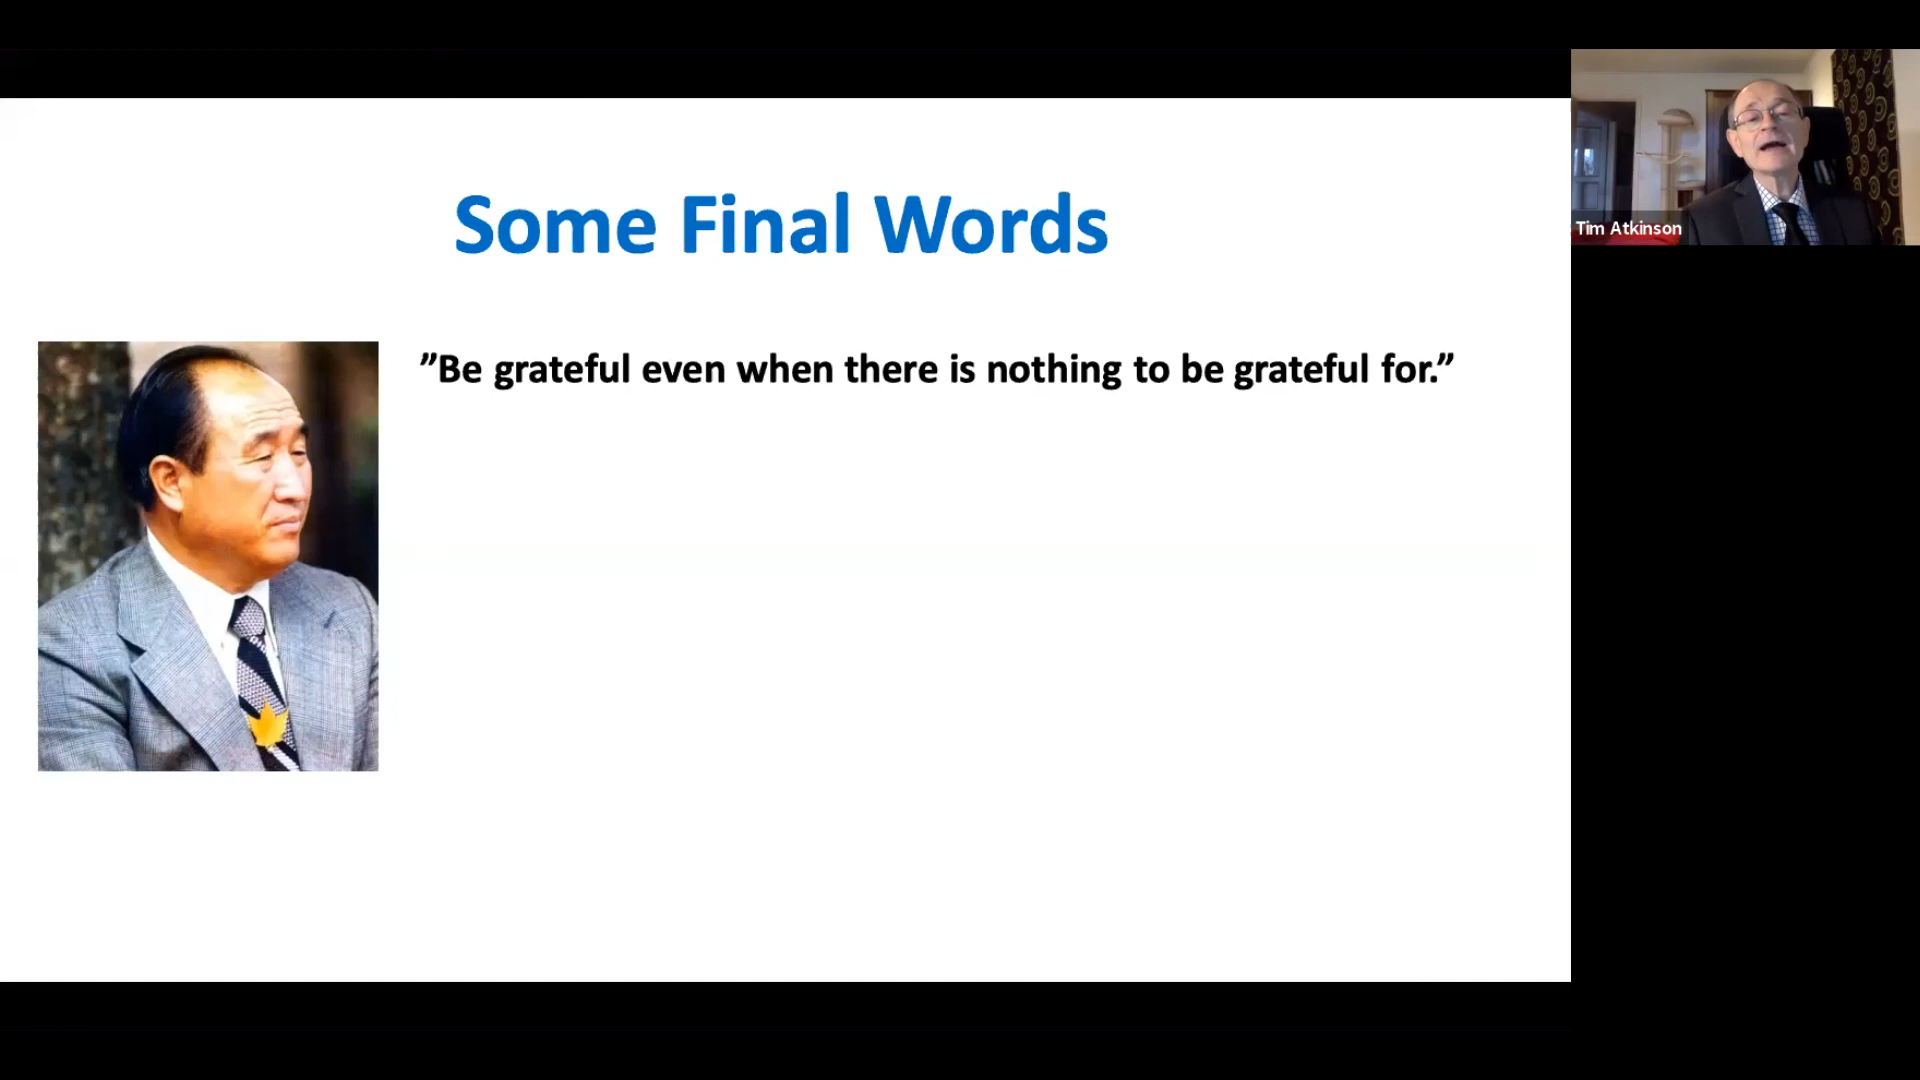 Some Final Words
”Be grateful even when there is nothing to be grateful for.”
Tim Atkinson